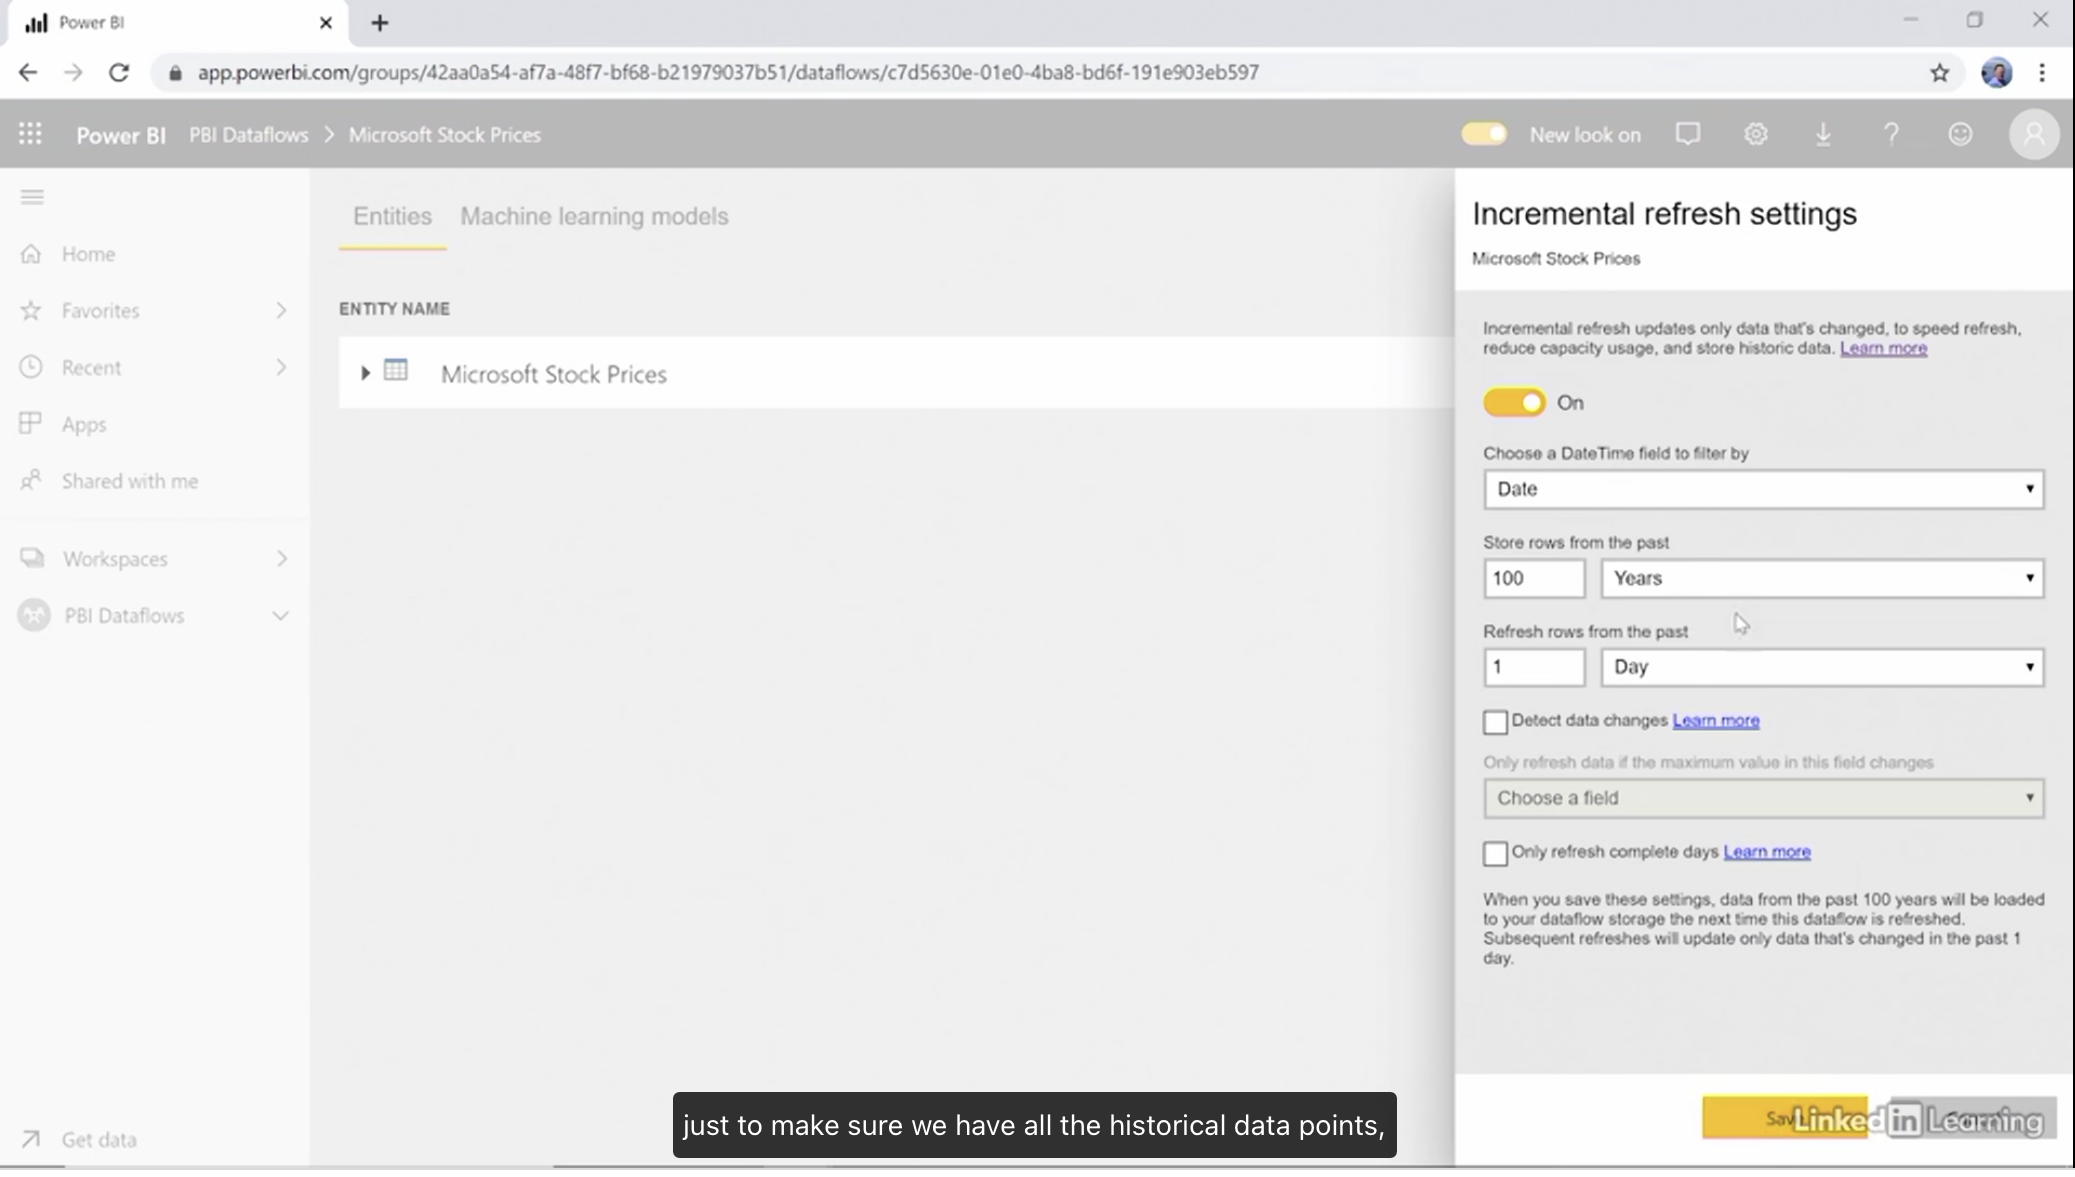 Power BI
app.powerbi.com/groups/42aa0a54-af7a-48f7-bf68-b21979037b51/dataflows/c7d5630e-01e0-4ba8-bd6f-191e903eb597
Power BI PBI Dataflows > Microsoft Stock Prices New look on
Entities Machine learning models
Home
Favorites
Recent
Apps
Shared with me
Workspaces
PBI Dataflows
Get data
ENTITY NAME
Microsoft Stock Prices
Incremental refresh settings
Microsoft Stock Prices
Incremental refresh updates only data that's changed, to speed refresh,
reduce capacity usage, and store historic data. Learn more
On
Choose a DateTime field to filter by
Date
Store rows from the past
100 Years
Refresh rows from the past
1 Day
Detect data changes Learn more
Only refresh data if the maximum value in this field changes
Choose a field
Only refresh complete days Learn more
When you save these settings, data from the past 100 years will be loaded
to your dataflow storage the next time this dataflow is refreshed.
Subsequent refreshes will update only data that's changed in the past 1
day.
LinkedIn Learning
just to make sure we have all the historical data points,